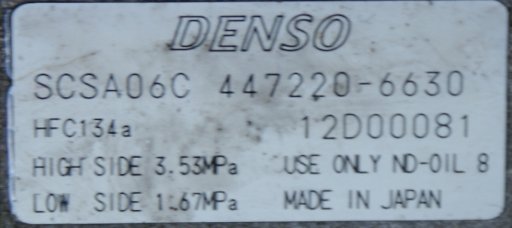 DENSO
SCSA06C 447220-6630
HFC134a 12D00081
HIGH SIDE 3.53MPa USE ONLY ND-OIL 8
LOW SIDE 1.67MPa MADE IN JAPAN